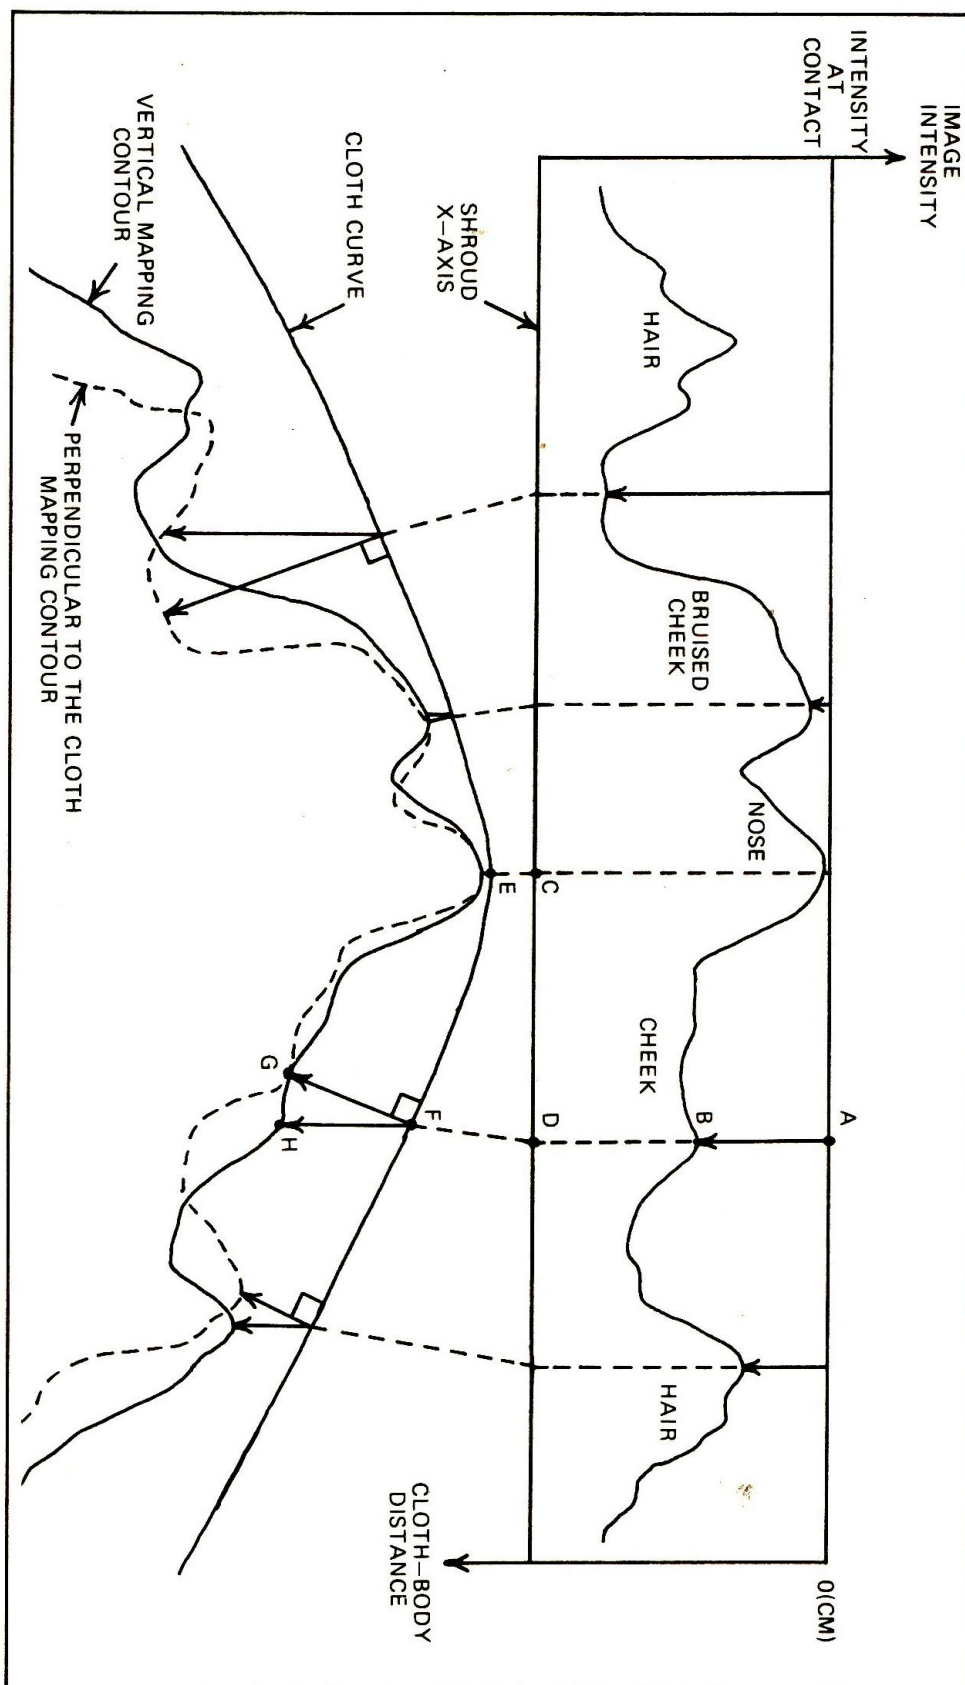 IMAGE
INTENSITY
INTENSITY
AT
CONTACT
0(CM)
HAIR
BRUISED
CHEEK
NOSE
CHEEK
HAIR
A
B
C
D
SHROUD
X—AXIS
CLOTH—BODY
DISTANCE
CLOTH CURVE
E
F
G
H
VERTICAL MAPPING
CONTOUR
PERPENDICULAR TO THE CLOTH
MAPPING CONTOUR